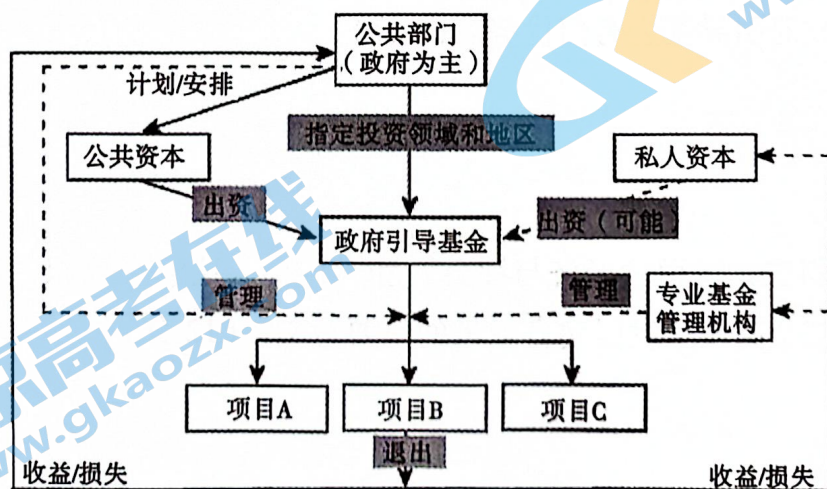 公共部门
（政府为主）
计划/安排
指定投资领域和地区
公共资本
私人资本
出资
出资（可能）
政府引导基金
管理
管理
专业基金
管理机构
项目A
项目B
项目C
退出
收益/损失
收益/损失
高考在线
www.gkaozx.com